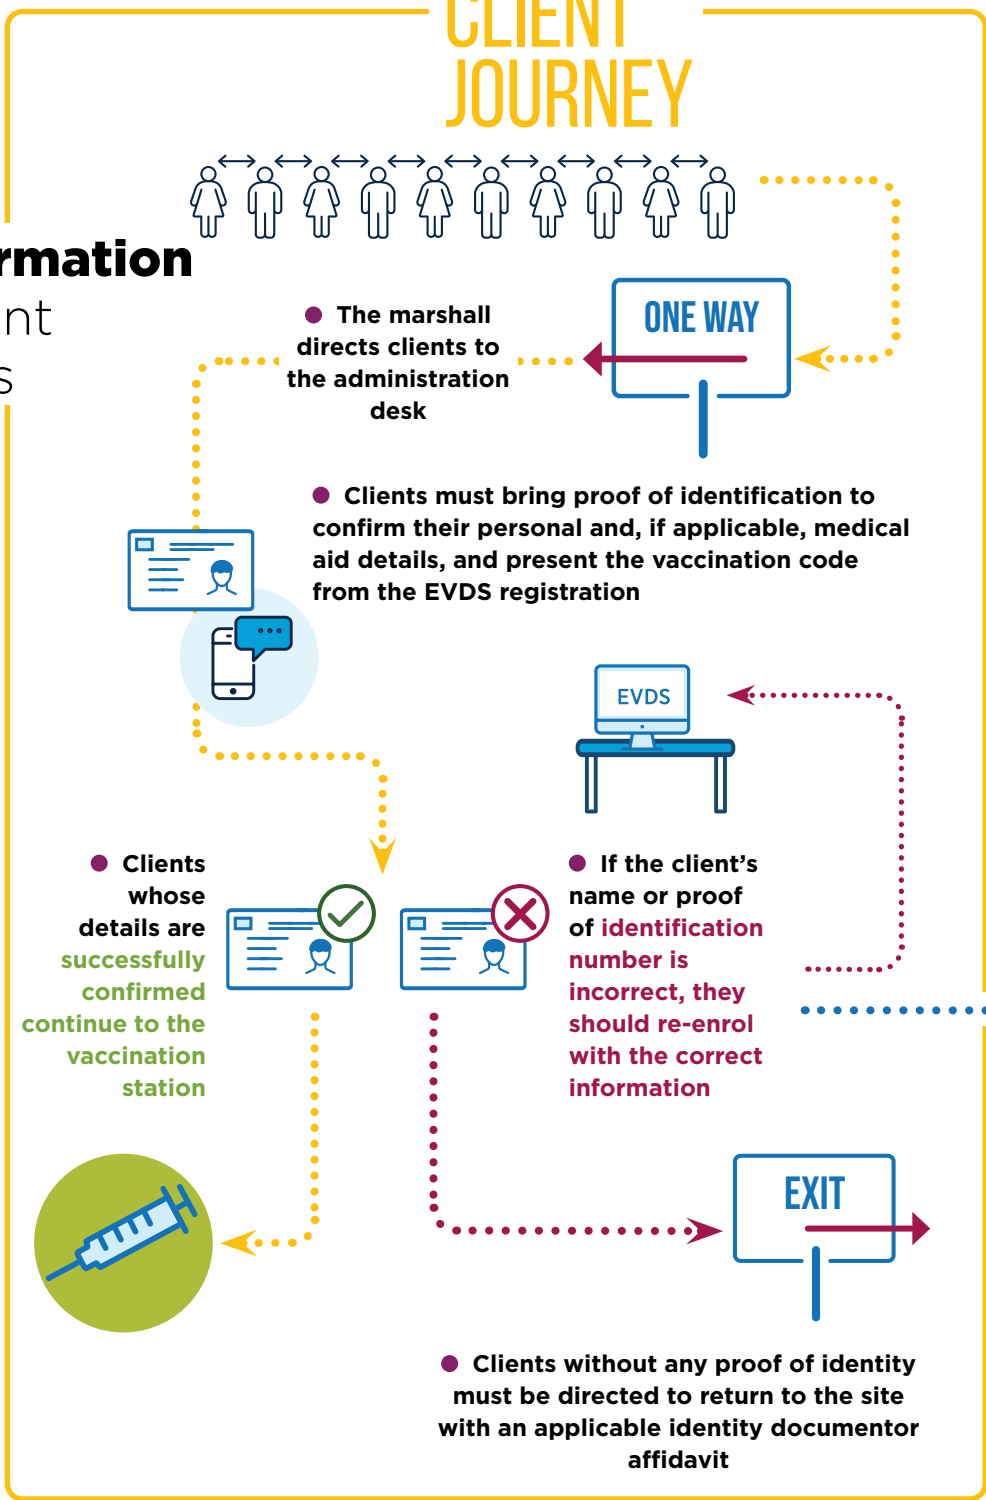 CLIENT
JOURNEY
rmation
nt
s
ONE WAY
The marshall
directs clients to
the administration
desk
Clients must bring proof of identification to
confirm their personal and, if applicable, medical
aid details, and present the vaccination code
from the EVDS registration
EVDS
Clients
whose
details are
successfully
confirmed
continue to the
vaccination
station
If the client's
name or proof
of identification
number is
incorrect, they
should re-enrol
with the correct
information
EXIT
Clients without any proof of identity
must be directed to return to the site
with an applicable identity documentor
affidavit